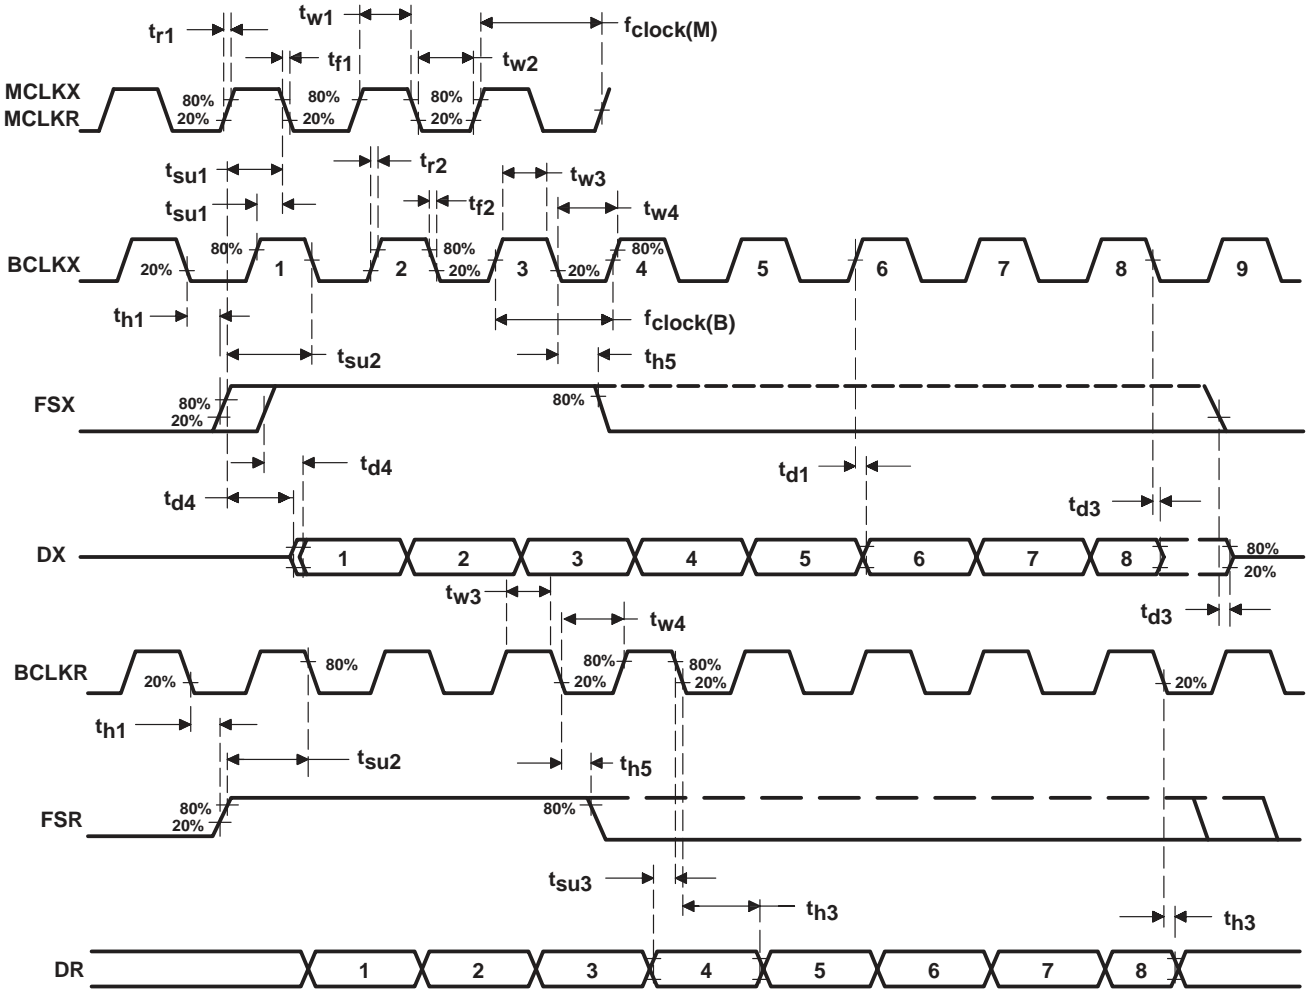 tr1
tw1
fclock(M)
tf1
tw2
MCLKX
MCLKR
80%
20%
80%
20%
80%
20%
tsu1
tr2
tw3
tsu1
tf2
tw4
BCLKX
20%
80%
1
2
80%
20%
3
20%
80%
4
5
6
7
8
9
th1
fclock(B)
tsu2
th5
FSX
80%
20%
80%
td4
td1
td4
td3
DX
1
2
3
4
5
6
7
8
80%
20%
tw3
tw4
td3
BCLKR
20%
80%
80%
20%
80%
20%
20%
th1
tsu2
th5
FSR
80%
20%
80%
tsu3
th3
th3
DR
1
2
3
4
5
6
7
8